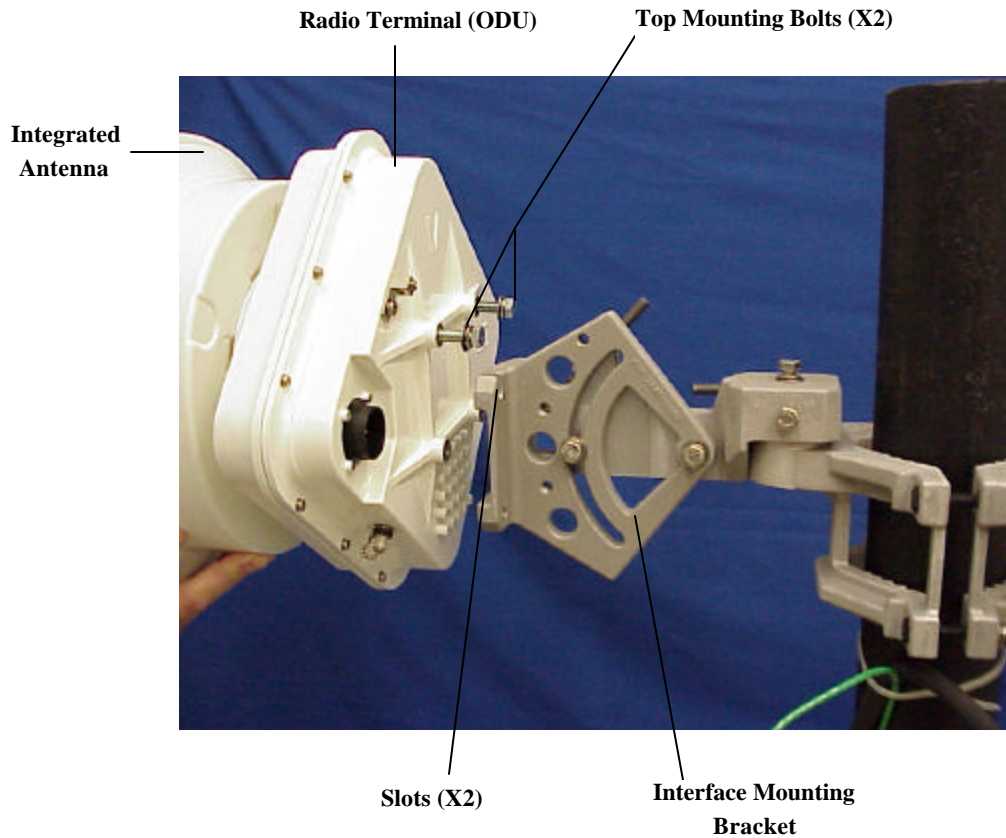 Radio Terminal (ODU)
Top Mounting Bolts (X2)
Integrated
Antenna
Slots (X2)
Interface Mounting
Bracket